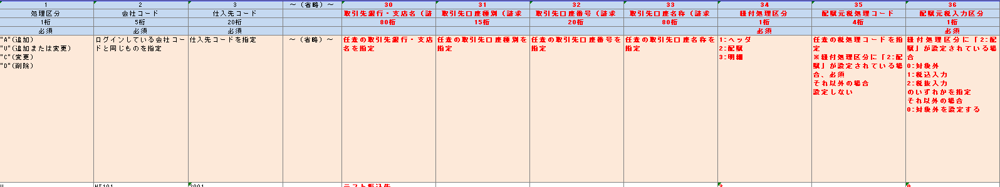 1 2 3 ～（省略）～ 30 31 32 33 34 35 36
処理区分 会社コード 仕入先コード 取引先銀行・支店名（請 取引先口座種別（請求 取引先口座番号（請求 取引先口座名称（請求 紐付処理区分 配賦元税処理コード 配賦元税入力区分
1桁 5桁 20桁 80桁 15桁 20桁 80桁 1桁 4桁 1桁
必須 必須 必須 必須 必須
"A"(追加)
"U"(追加または変更)
"C"(変更)
"D"(削除)
ログインしている会社コー
ドと同じものを指定
仕入先コードを指定
～（省略）～
任意の取引先銀行・支店
名を指定
任意の取引先口座種別を
指定
任意の取引先口座番号を
指定
任意の取引先口座名称を
指定
1:ヘッダ
2:配賦
3:明細
任意の税処理コードを指
定
※紐付処理区分に「2:配
賦」が設定されている場
合、必須
それ以外の場合
設定しない
紐付処理区分に「2:配
賦」が設定されている場
合
0:対象外
1:税込入力
2:税抜入力
のいずれかを指定
それ以外の場合
0:対象外を設定する